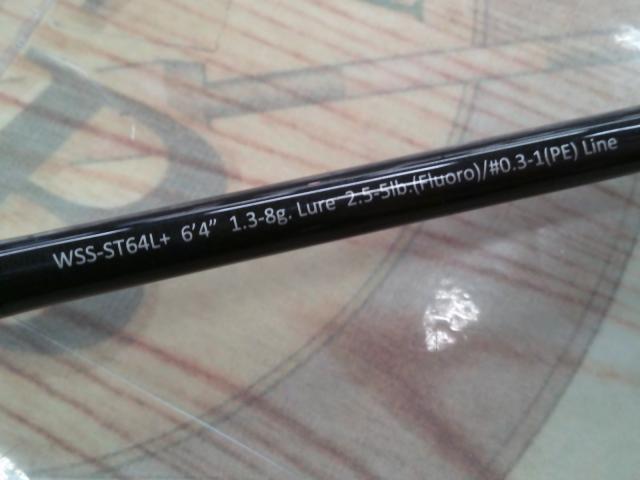 WSS-ST64L+ 6'4" 1.3-8g. Lure 2.5-5lb.(Fluoro)/#0.3-1(PE) Line